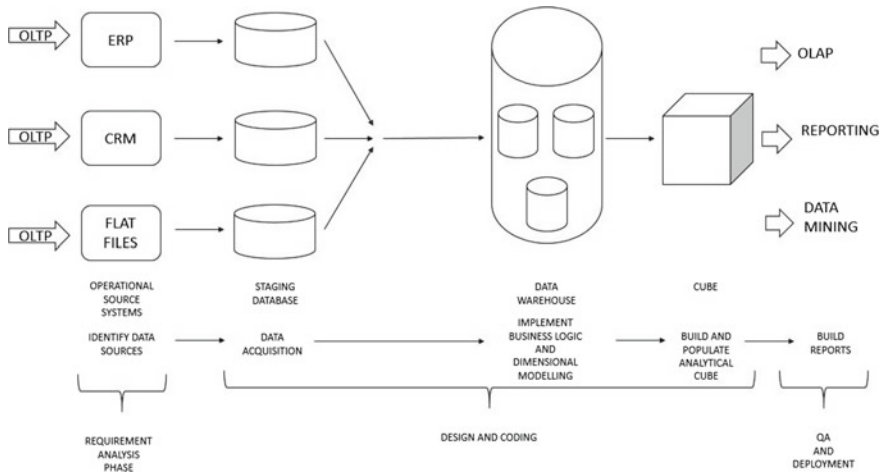 OLTP
ERP
OLAP
OLTP
CRM
REPORTING
OLTP
FLAT
FILES
DATA
MINING
OPERATIONAL
SOURCE
SYSTEMS
STAGING
DATABASE
DATA
WAREHOUSE
CUBE
IDENTIFY DATA
SOURCES
DATA
ACQUISITION
IMPLEMENT
BUSINESS LOGIC
AND
DIMENSIONAL
MODELLING
BUILD AND
POPULATE
ANALYTICAL
CUBE
BUILD
REPORTS
REQUIREMENT
ANALYSIS
PHASE
DESIGN AND CODING
QA
AND
DEPLOYMENT